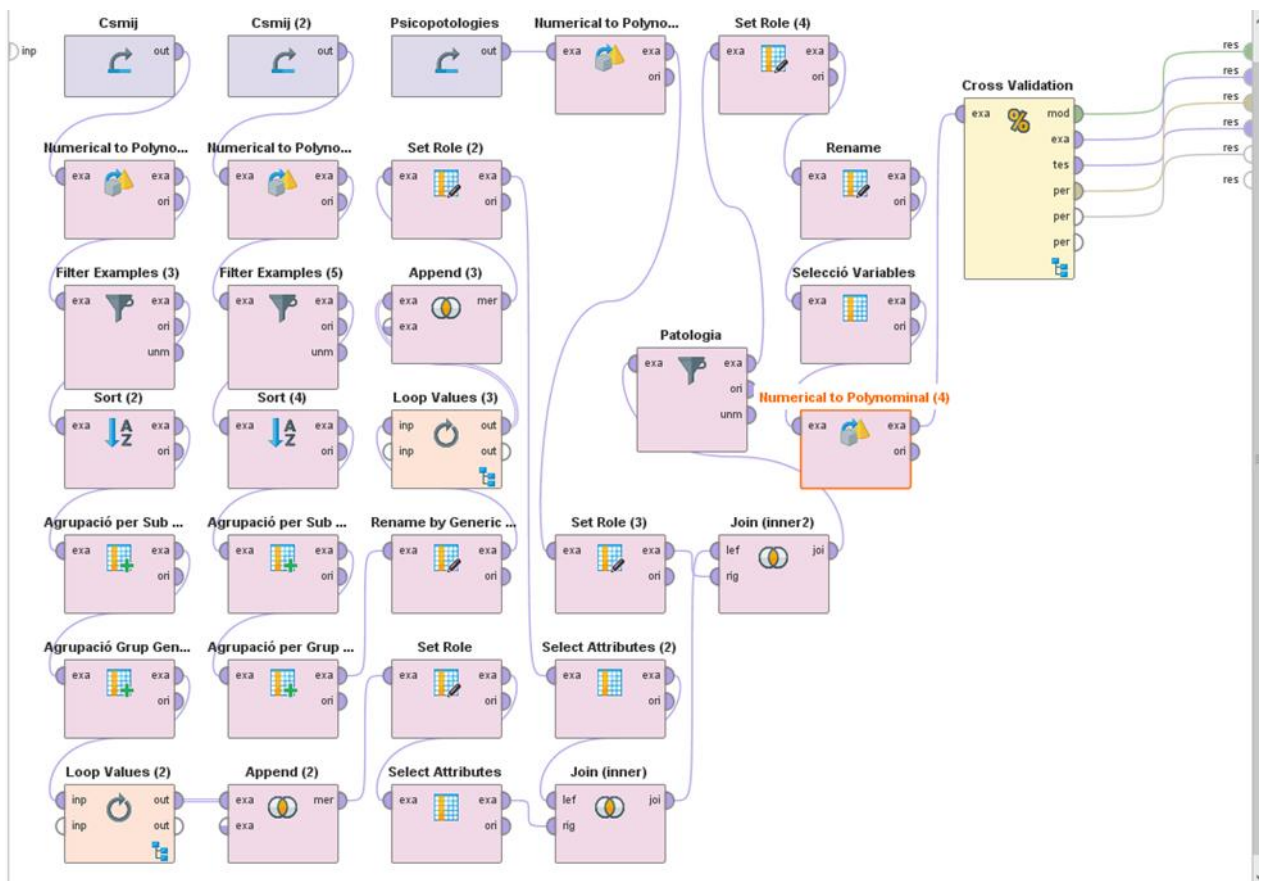 Csmij
Csmij (2)
Psicopotologies
Numerical to Polyno...
Set Role (4)
inp
out
out
out
exa exa
ori
exa exa
ori
res
res
res
res
res
res
Cross Validation
exa mod
exa
tes
per
per
per
Numerical to Polyno...
Numerical to Polyno...
Set Role (2)
Rename
exa exa
ori
exa exa
ori
exa exa
ori
exa exa
ori
Filter Examples (3)
Filter Examples (5)
Append (3)
Selecció Variables
exa exa
ori
unm
exa exa
ori
unm
exa mer
exa
exa exa
ori
Patologia
exa exa
ori
unm
Sort (2)
Sort (4)
Loop Values (3)
Numerical to Polynominal (4)
exa exa
ori
exa exa
ori
inp out
inp out
exa exa
ori
Agrupació per Sub ...
Agrupació per Sub ...
Rename by Generic ...
Set Role (3)
Join (inner2)
exa exa
ori
exa exa
ori
exa exa
ori
exa exa
ori
lef joi
rig
Agrupació Grup Gen...
Agrupació per Grup ...
Set Role
Select Attributes (2)
exa exa
ori
exa exa
ori
exa exa
ori
exa exa
ori
Loop Values (2)
Append (2)
Select Attributes
Join (inner)
inp out
inp out
exa mer
exa
exa exa
ori
lef joi
rig